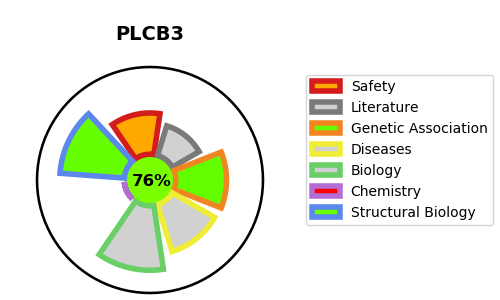 PLCB3
76%
Safety
Literature
Genetic Association
Diseases
Biology
Chemistry
Structural Biology